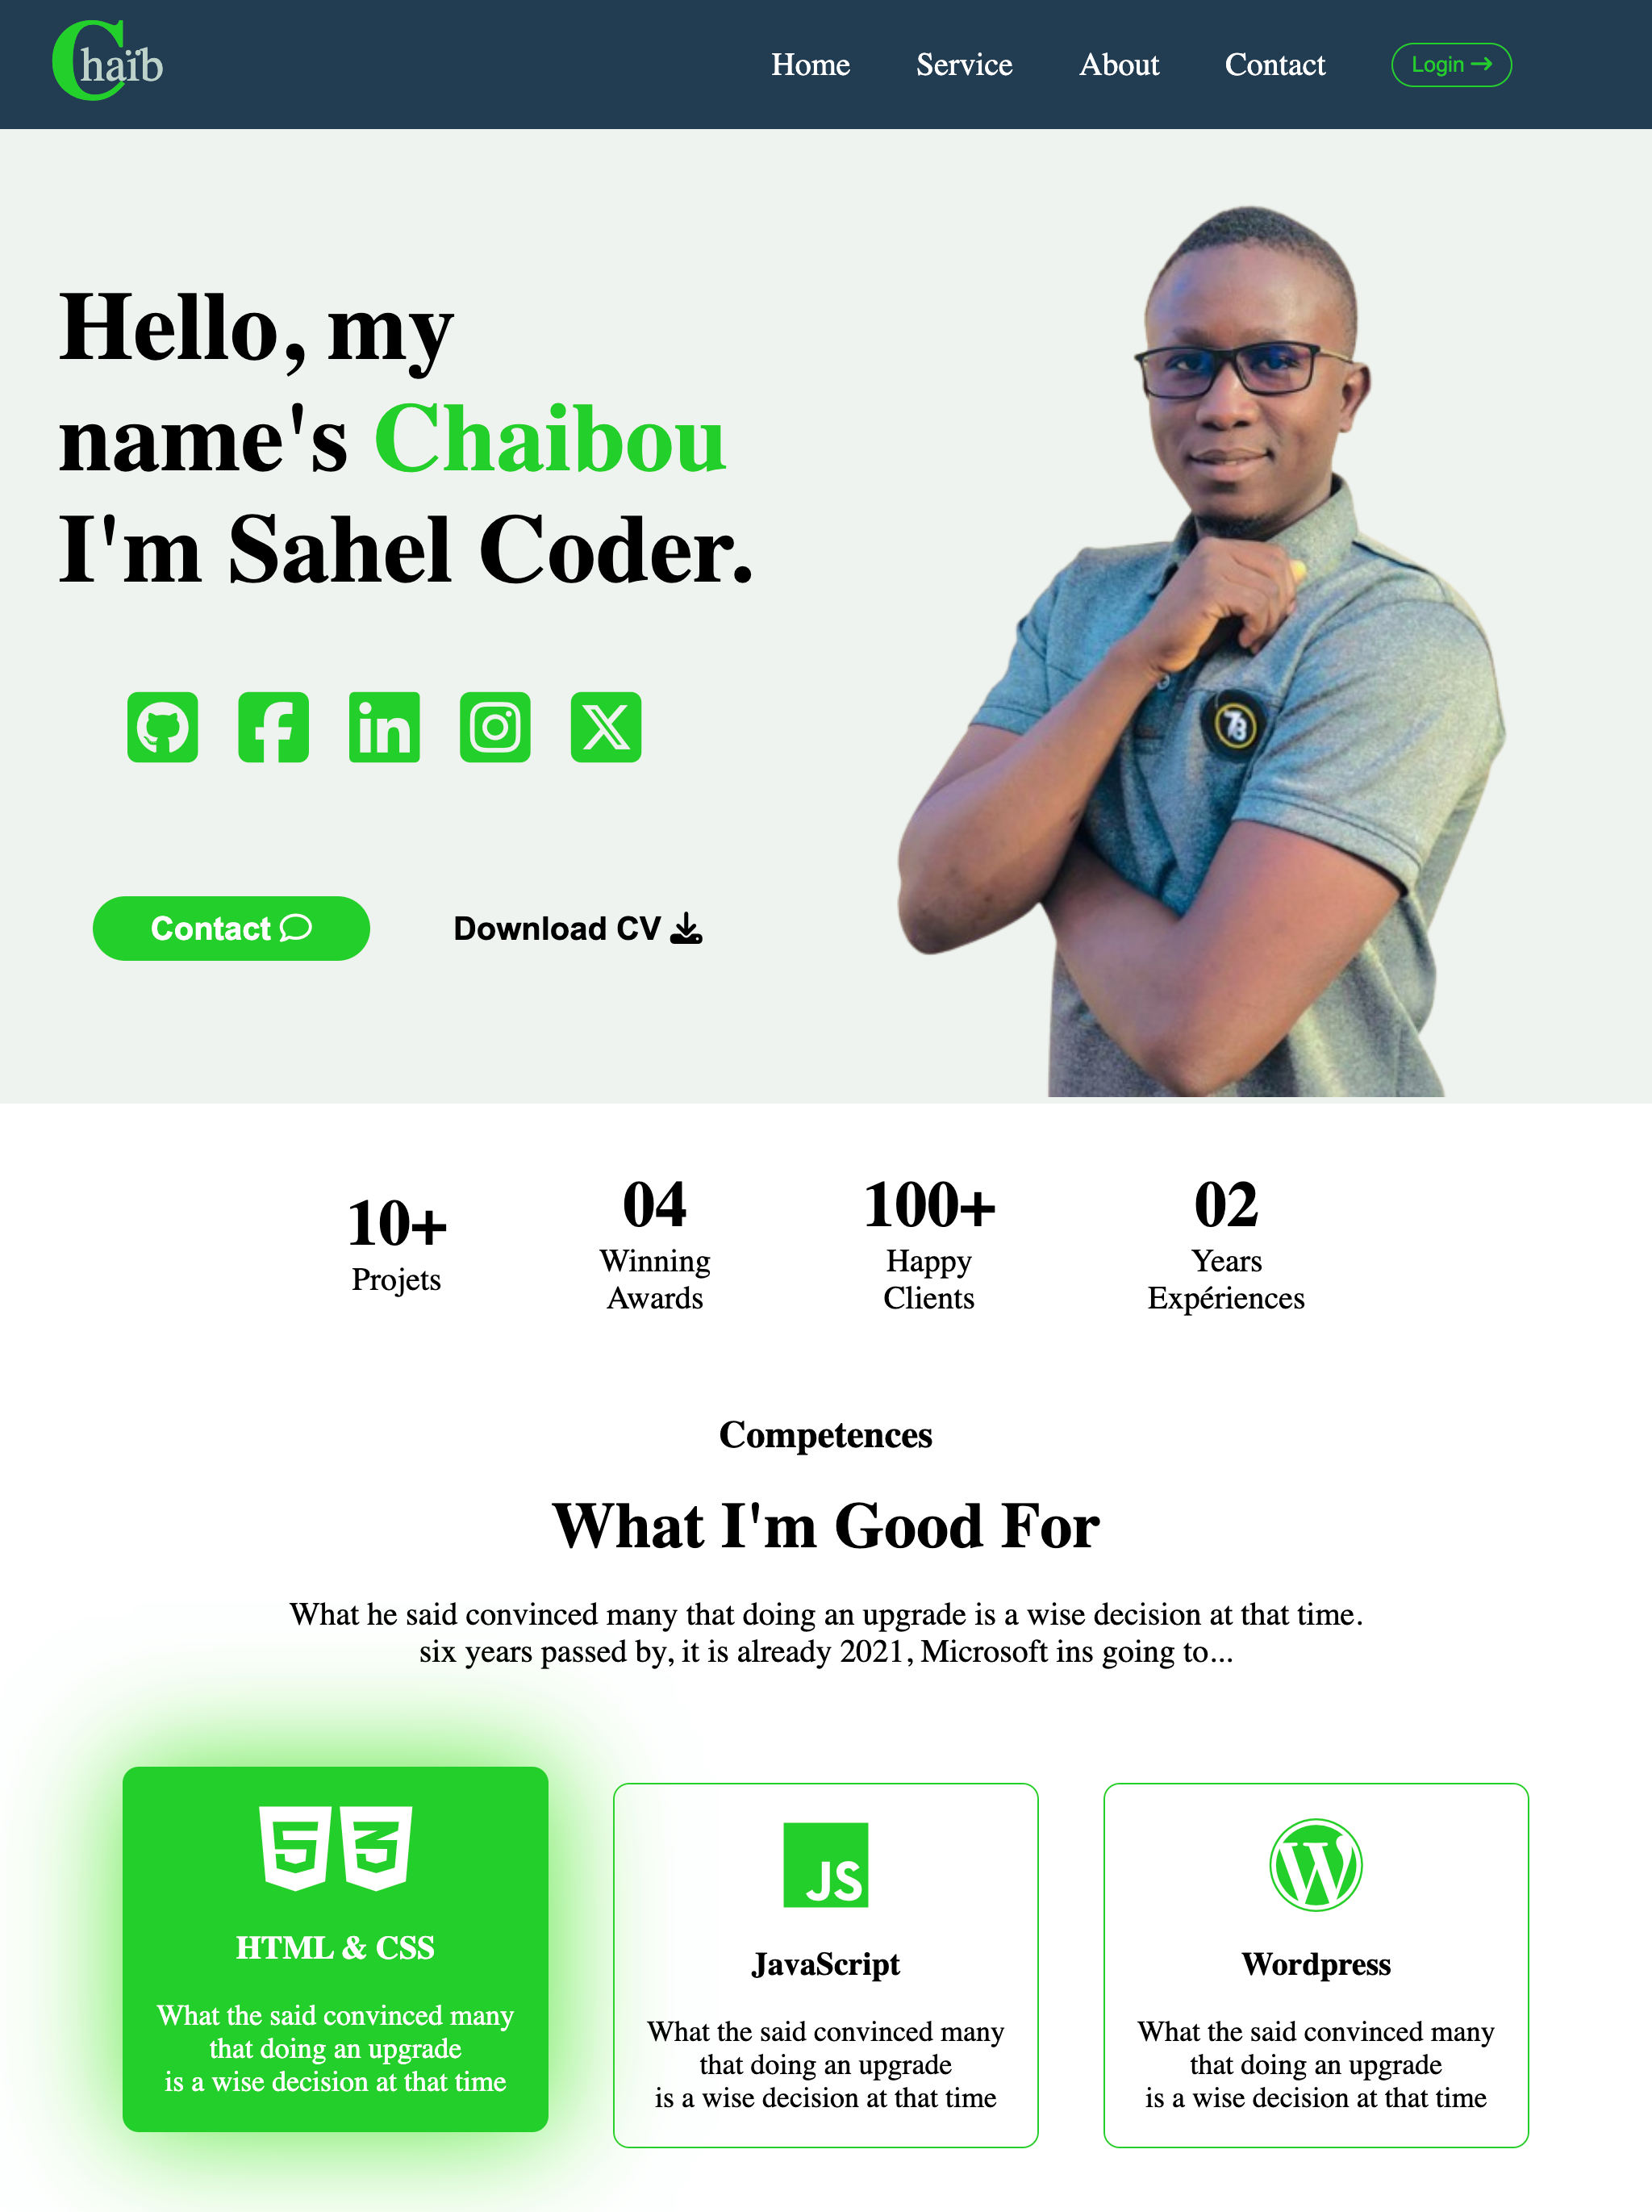 Chaïb
Home Service About Contact Login
Hello, my
name's Chaibou
I'm Sahel Coder.
Contact Download CV
10+ 04 100+ 02
Projets Winning Happy Years
Awards Clients Expériences
Competences
What I'm Good For
What he said convinced many that doing an upgrade is a wise decision at that time.
six years passed by, it is already 2021, Microsoft ins going to...
HTML & CSS
What the said convinced many
that doing an upgrade
is a wise decision at that time
JS
JavaScript
What the said convinced many
that doing an upgrade
is a wise decision at that time
Wordpress
What the said convinced many
that doing an upgrade
is a wise decision at that time